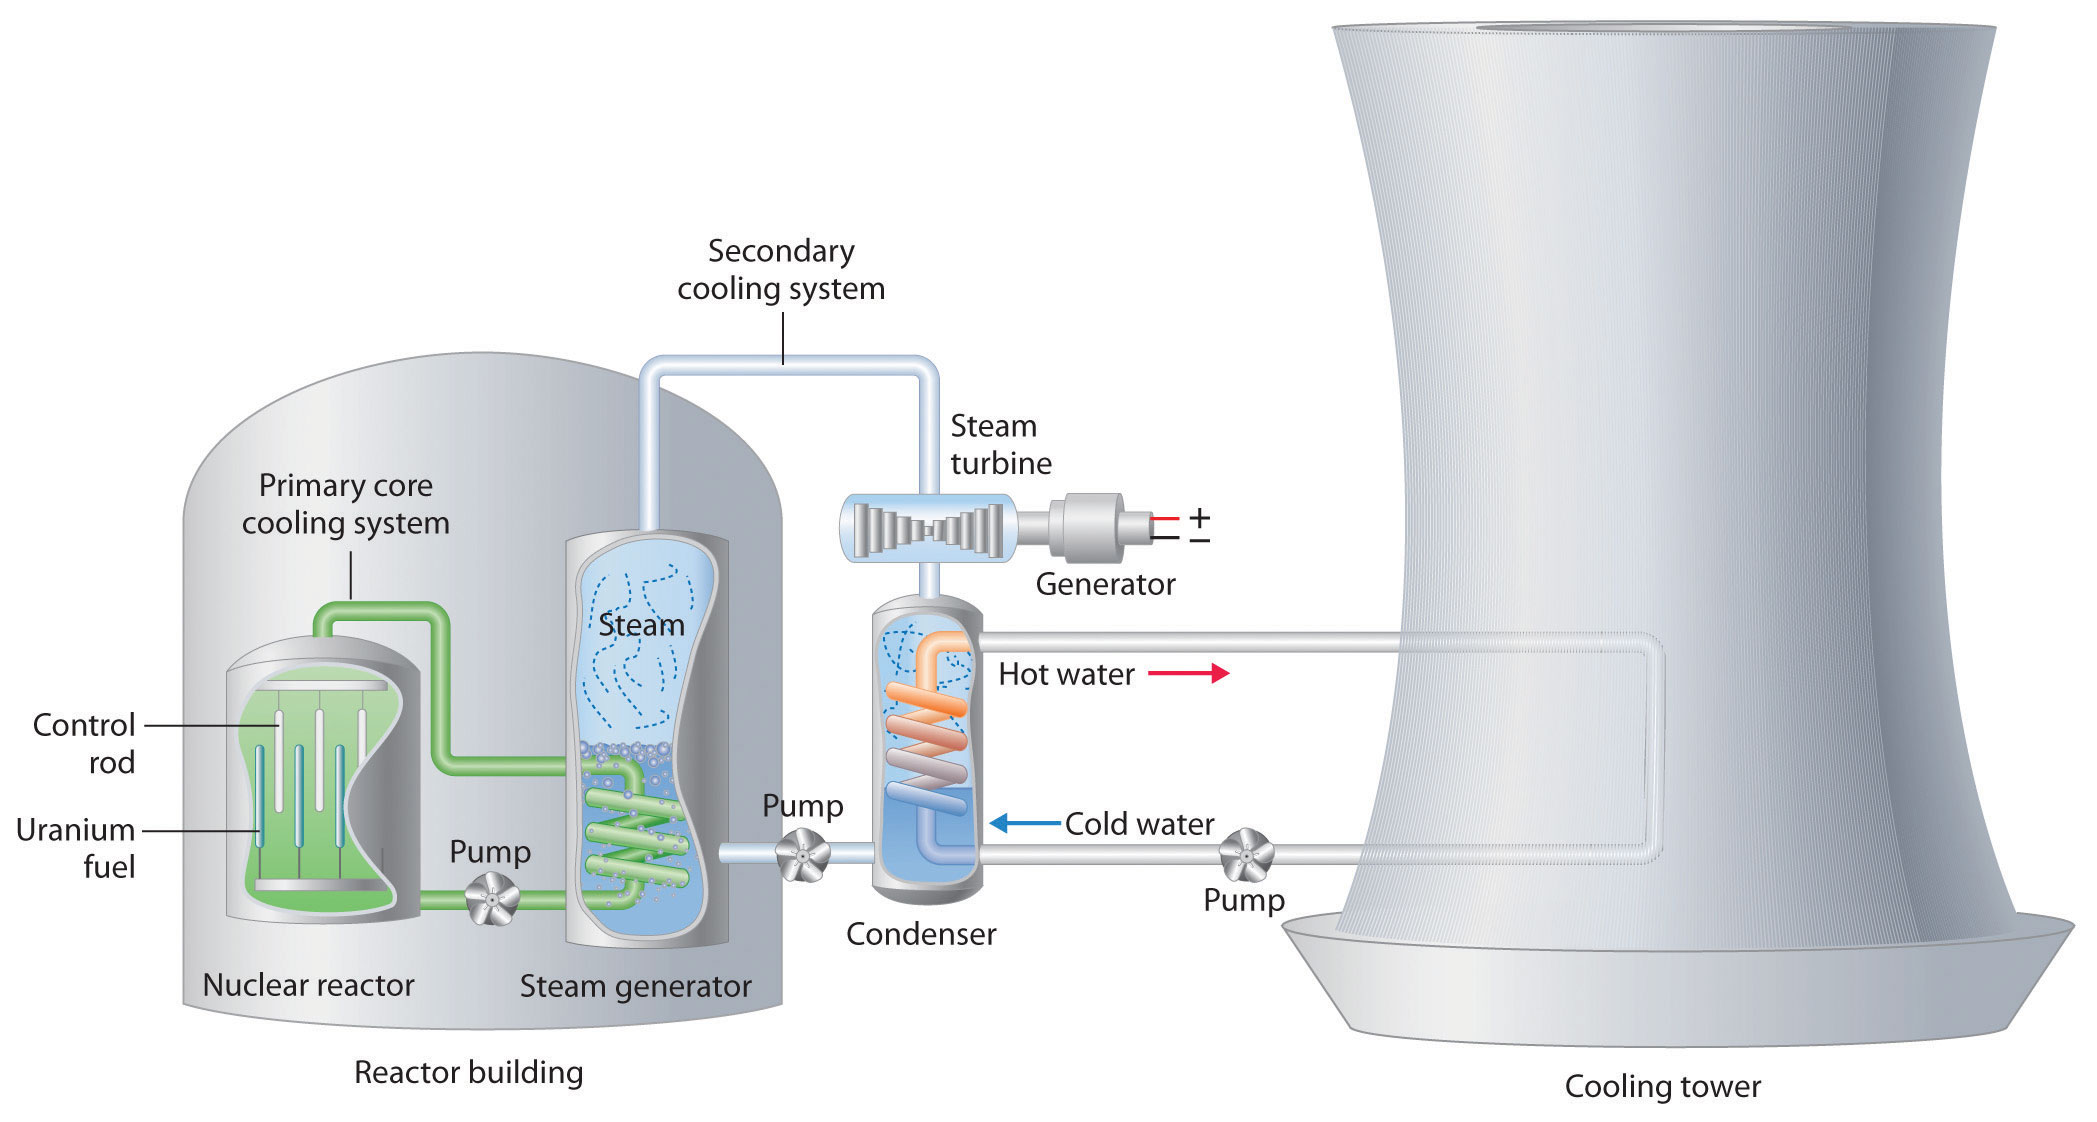 Secondary
cooling system
Steam
turbine
Primary core
cooling system
+
−
Generator
Steam
Hot water
Control
rod
Pump
Cold water
Uranium
fuel
Pump
Pump
Condenser
Nuclear reactor
Steam generator
Reactor building
Cooling tower